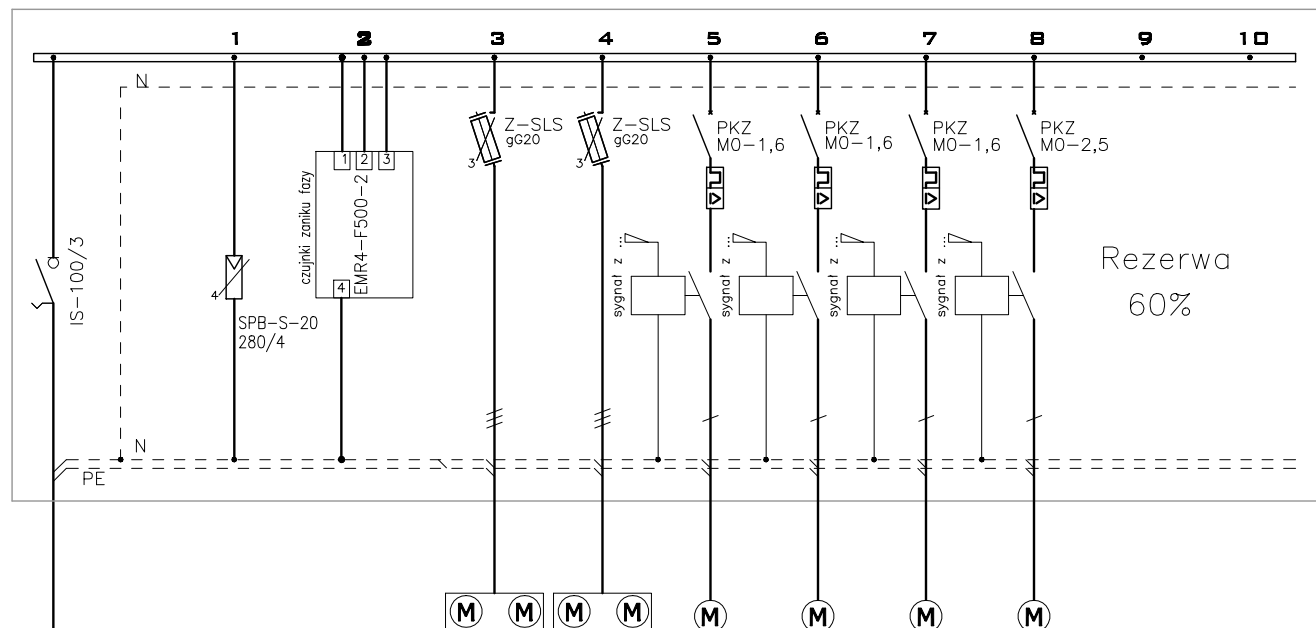 1 2 3 4 5 6 7 8 9 10
N
Z-SLS
gG20
3
Z-SLS
gG20
3
PKZ
M0-1,6
PKZ
M0-1,6
PKZ
M0-1,6
PKZ
M0-2,5
1 2 3
czujnki zaniku fazy
EMR4-F500-2
4
IS-100/3
4
SPB-S-20
280/4
sygnał z ...
sygnał z ...
sygnał z ...
sygnał z ...
Rezerwa
60%
N
PE
M M M M M M M M